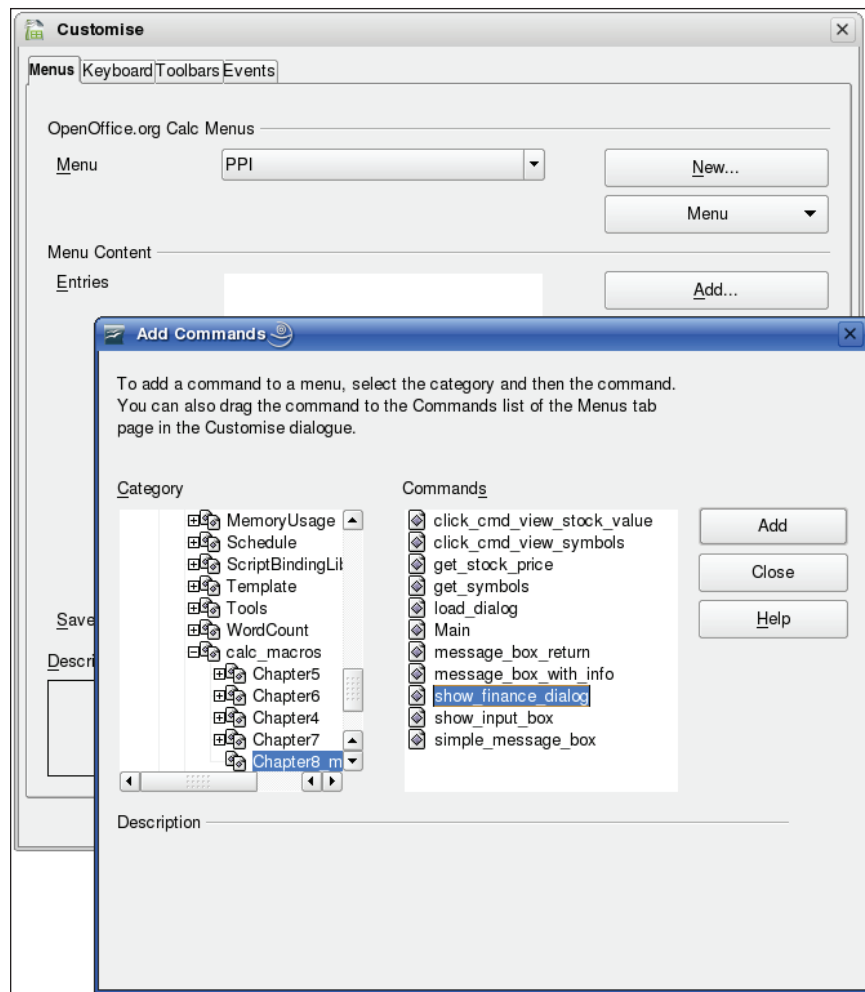 Customise
Menus Keyboard Toolbars Events
OpenOffice.org Calc Menus
Menu PPI New...
Menu
Menu Content
Entries Add...
Add Commands
To add a command to a menu, select the category and then the command.
You can also drag the command to the Commands list of the Menus tab
page in the Customise dialogue.
Category Commands
MemoryUsage
Schedule
ScriptBindingLi
Template
Tools
WordCount
calc_macros
Chapter5
Chapter6
Chapter4
Chapter7
Chapter8_m
click_cmd_view_stock_value
click_cmd_view_symbols
get_stock_price
get_symbols
load_dialog
Main
message_box_return
message_box_with_info
show_finance_dialog
show_input_box
simple_message_box
Add
Close
Help
Save
Descri
Description